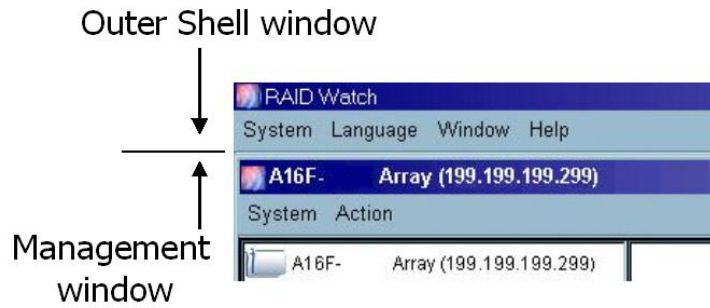 Outer Shell window
RAID Watch
System Language Window Help
A16F- Array (199.199.199.299)
System Action
Management
window
A16F- Array (199.199.199.299)